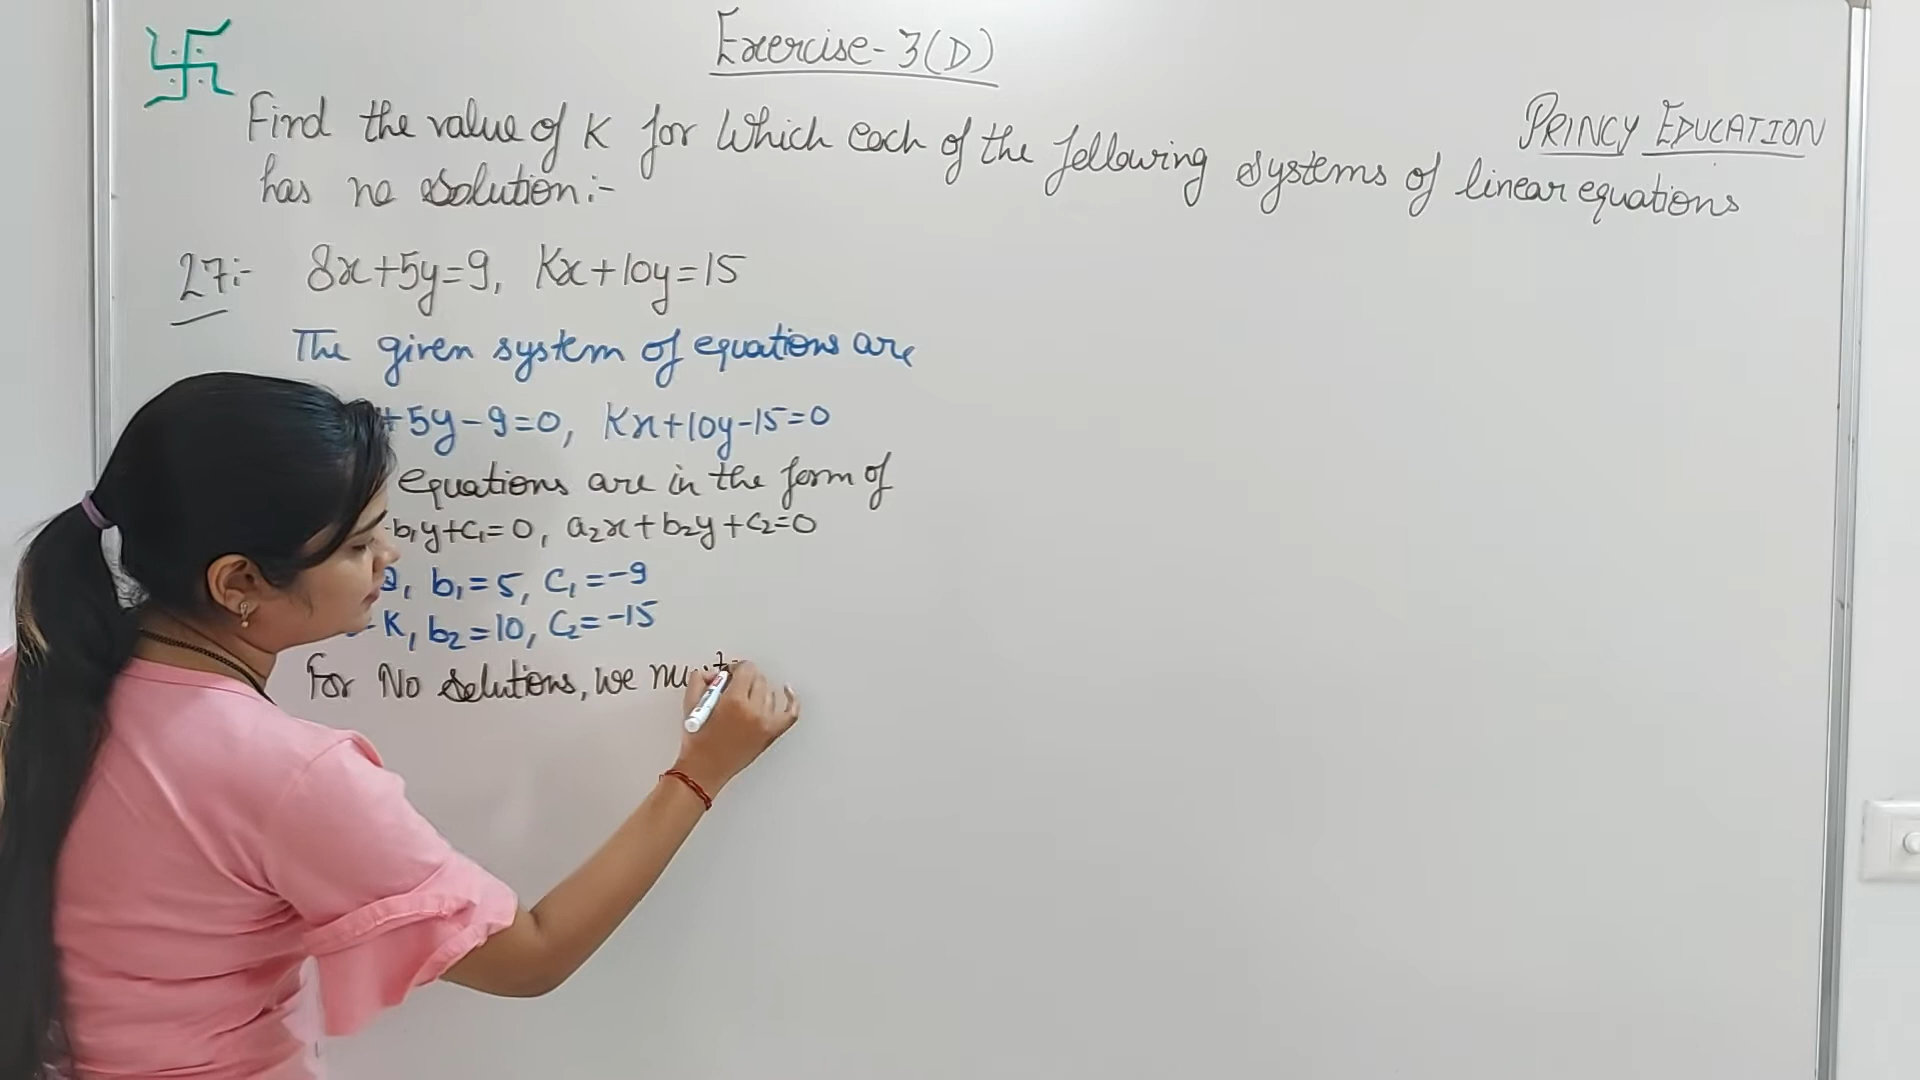 Exercise-3(D)
PRINCY EDUCATION
Find the value of K for Which each of the following systems of linear equations
has no solution:-
27:- 8x+5y=9, Kx+10y=15
The given system of equations are
+5y-9=0, Kx+10y-15=0
equations are in the form of
b₁y+c₁=0, a₂x+b₂y+c₂=0
, b₁=5, C₁=-9
K, b₂=10, C₂=-15
For No Solutions, we